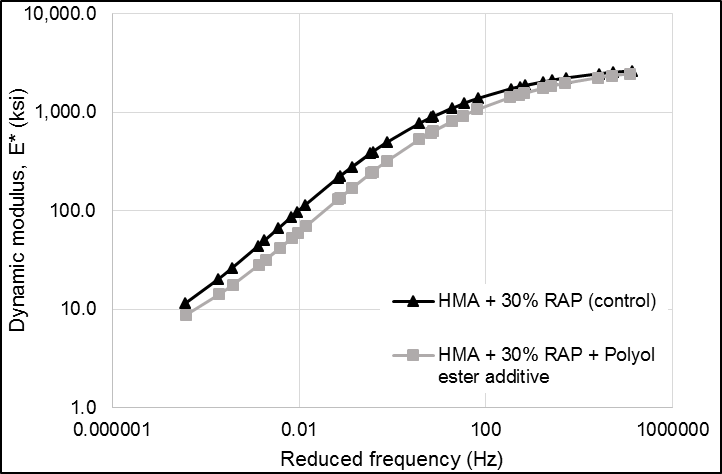 10,000.0
1,000.0
100.0
10.0
1.0
Dynamic modulus, E* (ksi)
HMA + 30% RAP (control)
HMA + 30% RAP + Polyol
ester additive
0.000001
0.01
100
1000000
Reduced frequency (Hz)